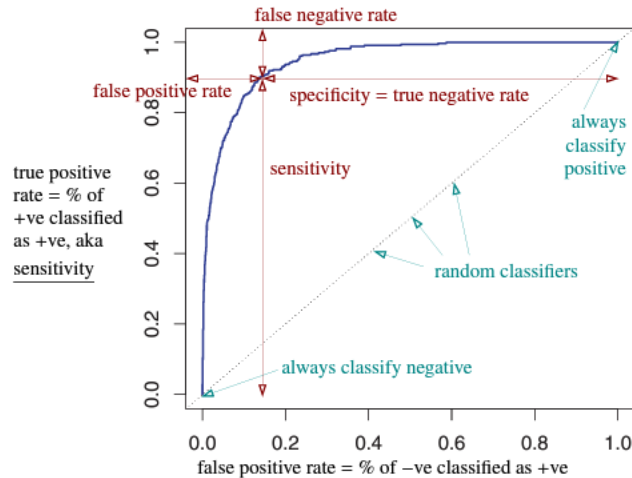 false negative rate
1.0
false positive rate
specificity = true negative rate
0.8
always
classify
positive
true positive
rate = % of
+ve classified
as +ve, aka
sensitivity
sensitivity
0.6
random classifiers
0.4
0.2
always classify negative
0.0
0.0 0.2 0.4 0.6 0.8 1.0
false positive rate = % of −ve classified as +ve